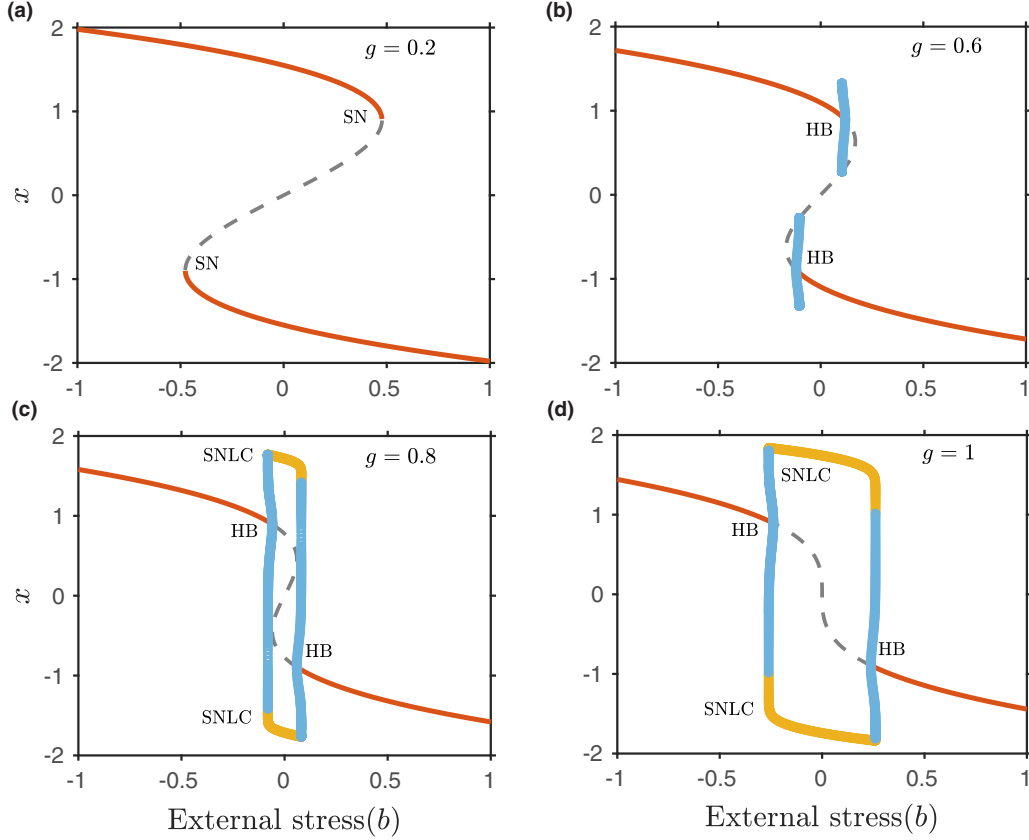 (a)
2
1
0
-1
-2
x
g = 0.2
SN
SN
-1
-0.5
0
0.5
1
(b)
2
1
0
-1
-2
g = 0.6
HB
HB
-1
-0.5
0
0.5
1
(c)
2
1
0
-1
-2
x
g = 0.8
SNLC
HB
HB
SNLC
-1
-0.5
0
0.5
1
External stress(b)
(d)
2
1
0
-1
-2
g = 1
SNLC
HB
HB
SNLC
-1
-0.5
0
0.5
1
External stress(b)